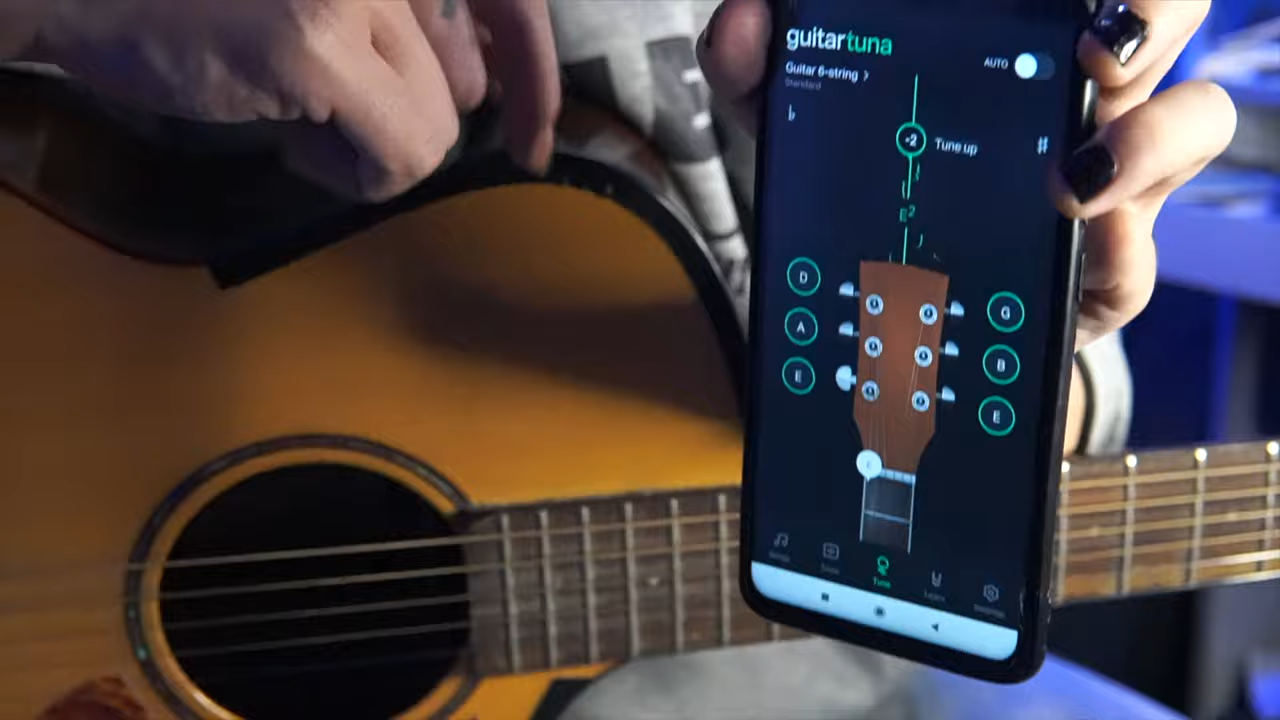 guitartuna
AUTO
Guitar 6-string >
Standard
♭
-2 Tune up
♯
E2
D
G
A
B
E
E
Tune